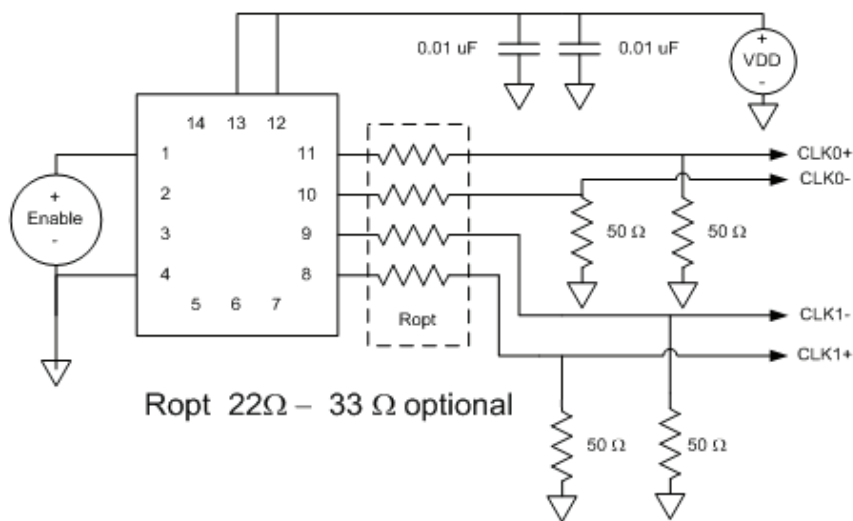 0.01 uF
0.01 uF
+
VDD
-
14 13 12
1
11
CLK0+
CLK0-
+
Enable
-
2
10
3
9
50 Ω
50 Ω
4
8
5 6 7
Ropt
CLK1-
CLK1+
Ropt 22Ω – 33 Ω optional
50 Ω
50 Ω